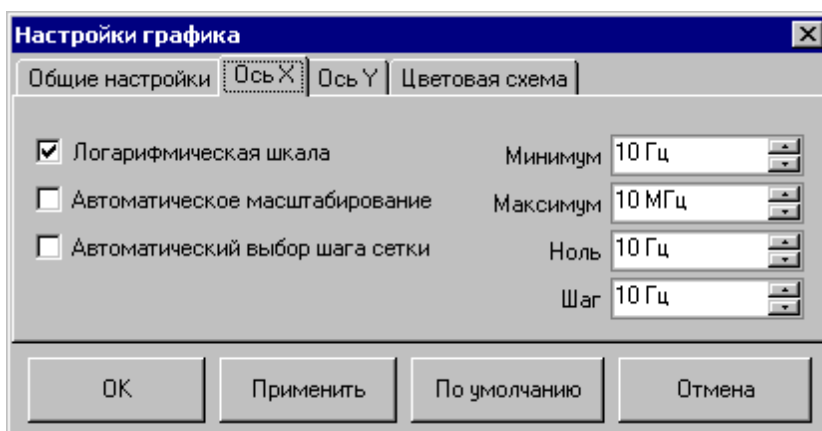 Настройки графика
Общие настройки Ось X Ось Y Цветовая схема
Логарифмическая шкала Минимум 10 Гц
Автоматическое масштабирование Максимум 10 МГц
Автоматический выбор шага сетки Ноль 10 Гц
Шаг 10 Гц
OK Применить По умолчанию Отмена